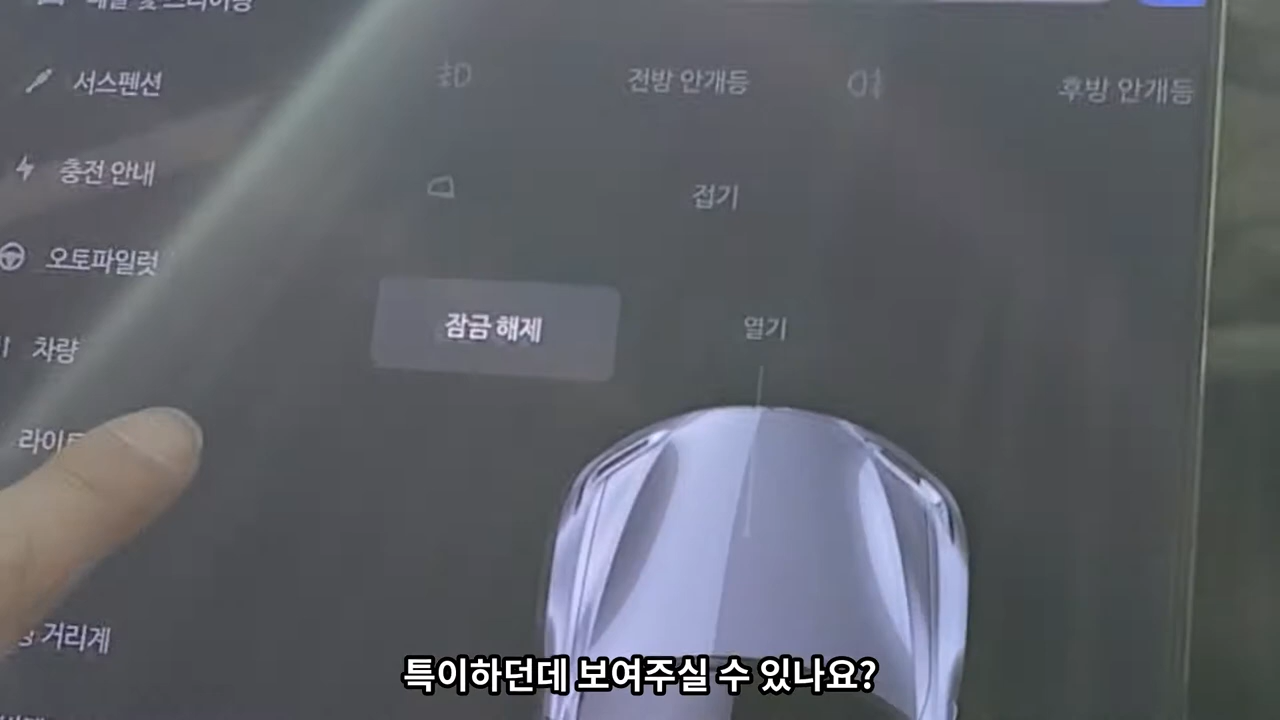 서스펜션
전방 안개등
후방 안개등
충전 안내
접기
오토파일럿
잠금 해제
열기
차량
거리계
특이하던데 보여주실 수 있나요?